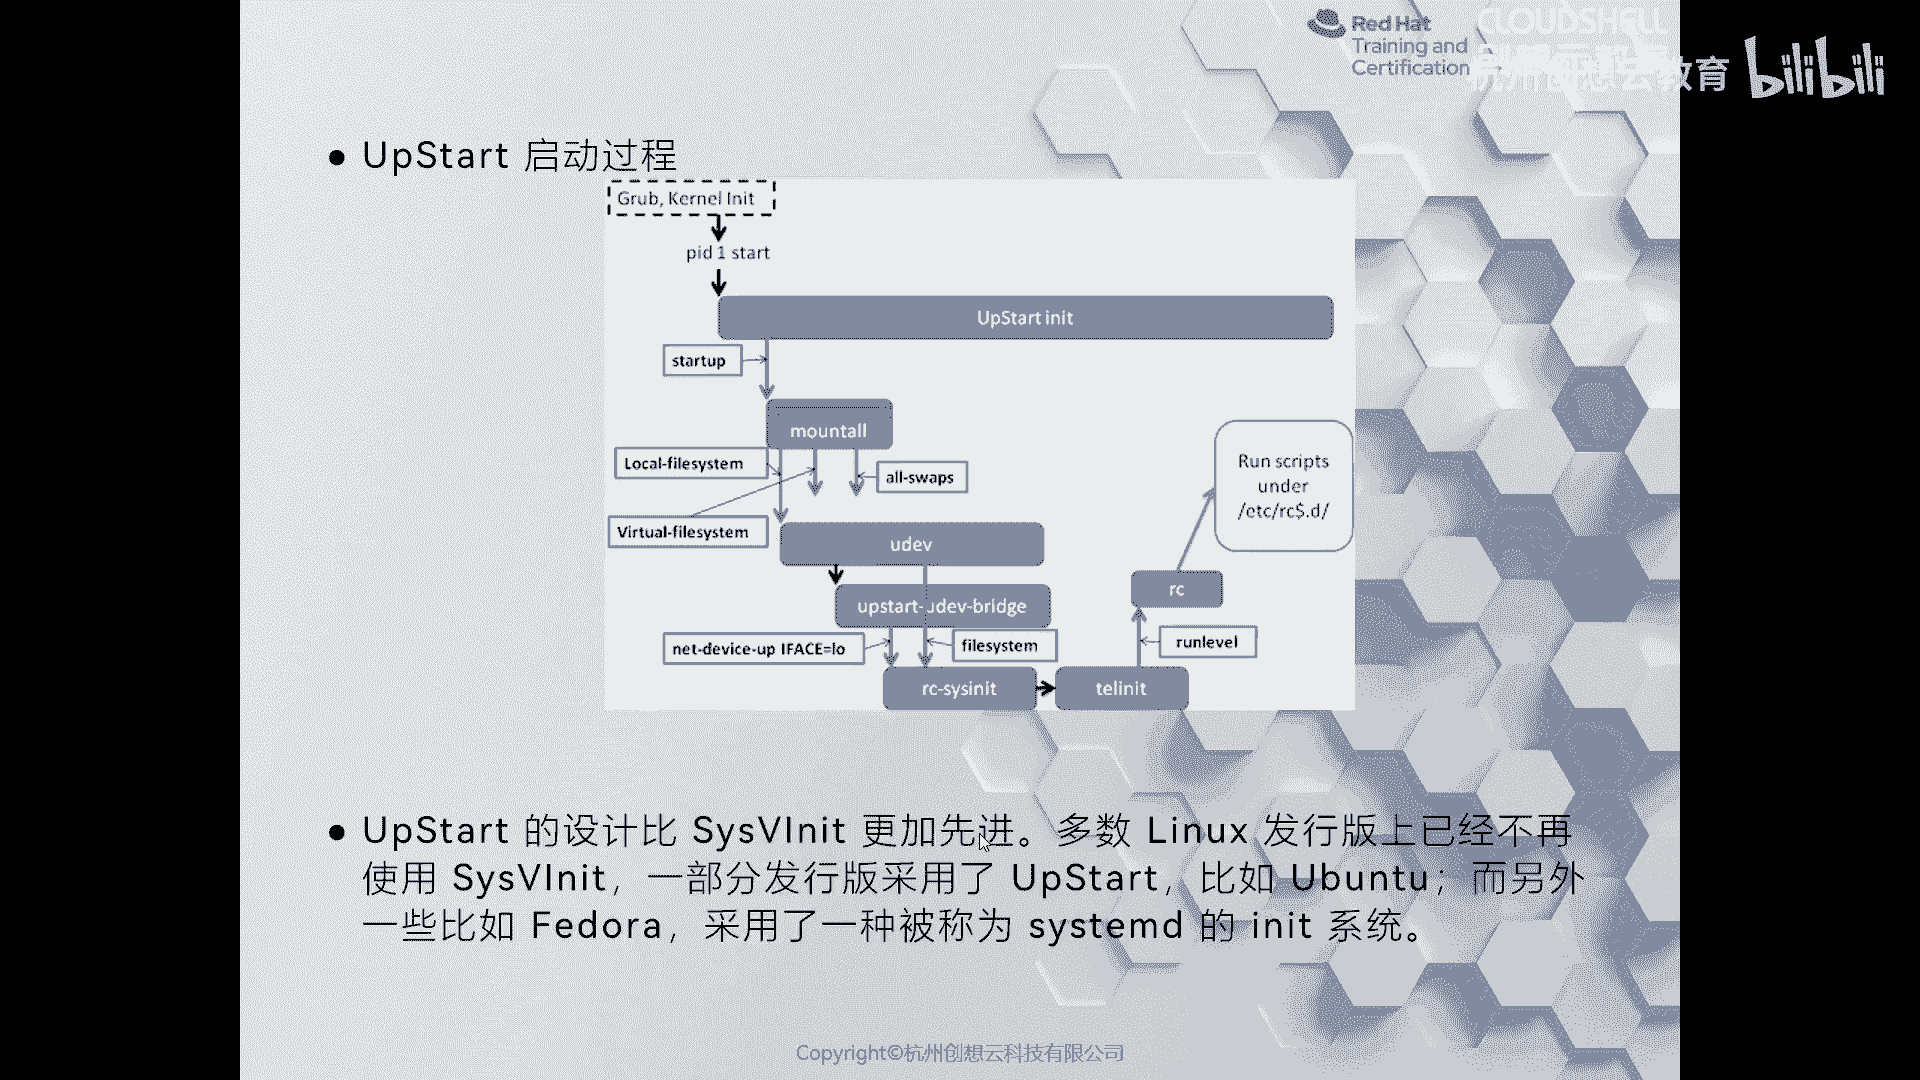 Red Hat
Training and
Certification
CLOUDSHELL
杭州创想云教育
bilibili
• UpStart 启动过程
Grub, Kernel Init
pid 1 start
UpStart init
startup
mountall
Local-filesystem
all-swaps
Run scripts
under
/etc/rc$.d/
Virtual-filesystem
udev
rc
upstart-udev-bridge
net-device-up IFACE=lo
filesystem
runlevel
rc-sysinit
telinit
• UpStart 的设计比 SysVInit 更加先进。多数 Linux 发行版上已经不再
使用 SysVInit，一部分发行版采用了 UpStart，比如 Ubuntu；而另外
一些比如 Fedora，采用了一种被称为 systemd 的 init 系统。
Copyright©杭州创想云科技有限公司